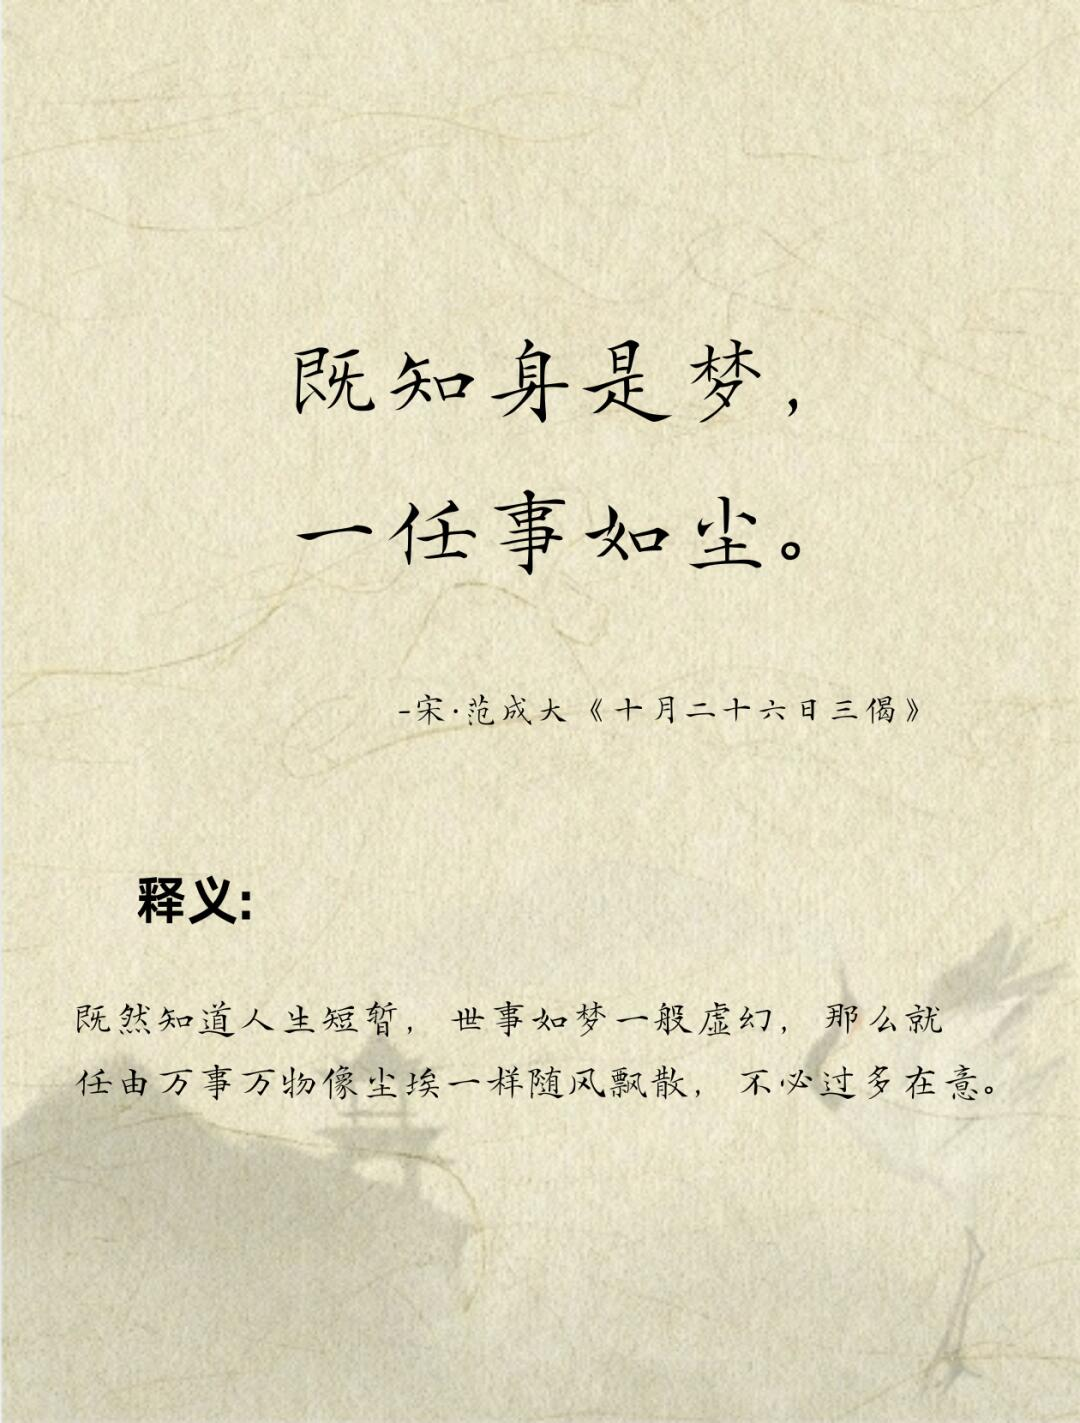 既知身是梦，
一任事如尘。
-宋·范成大《十月二十六日三偈》
释义:
既然知道人生短暂，世事如梦一般虚幻，那么就
任由万事万物像尘埃一样随风飘散，不必过多在意。